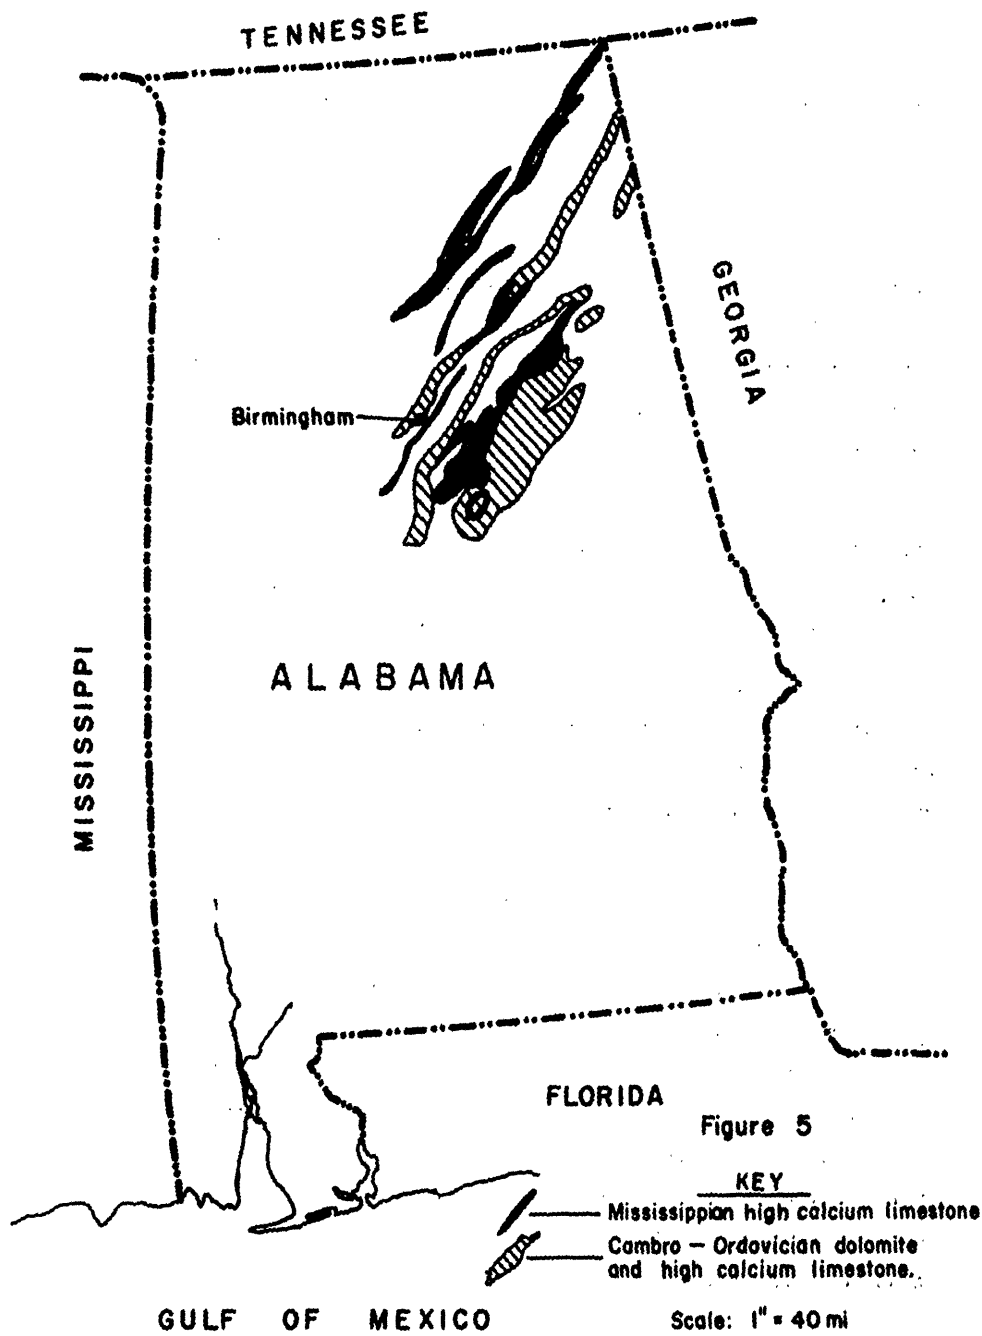 TENNESSEE
GEORGIA
Birmingham
ALABAMA
MISSISSIPPI
FLORIDA
Figure 5
KEY
Mississippian high calcium limestone
Cambro - Ordovician dolomite
and high calcium limestone.
GULF OF MEXICO
Scale: 1" = 40 mi